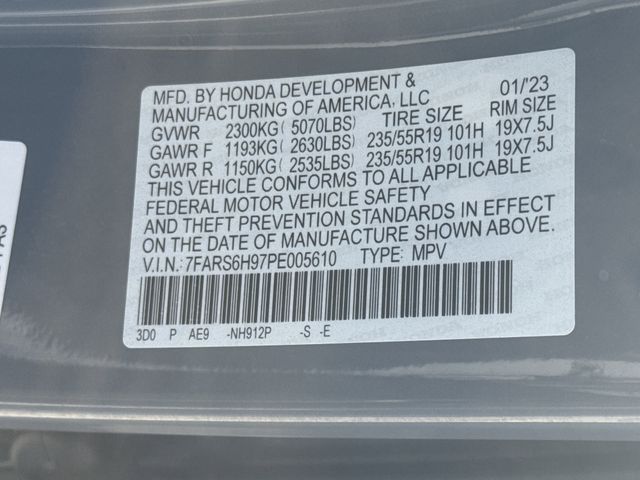 MFD. BY HONDA DEVELOPMENT & 01/'23
MANUFACTURING OF AMERICA, LLC
GVWR 2300KG( 5070LBS) TIRE SIZE RIM SIZE
GAWR F 1193KG( 2630LBS) 235/55R19 101H 19X7.5J
GAWR R 1150KG( 2535LBS) 235/55R19 101H 19X7.5J
THIS VEHICLE CONFORMS TO ALL APPLICABLE
FEDERAL MOTOR VEHICLE SAFETY
AND THEFT PREVENTION STANDARDS IN EFFECT
ON THE DATE OF MANUFACTURE SHOWN ABOVE.
V.I.N.: 7FARS6H97PE005610 TYPE: MPV
3D0 P AE9 -NH912P -S -E